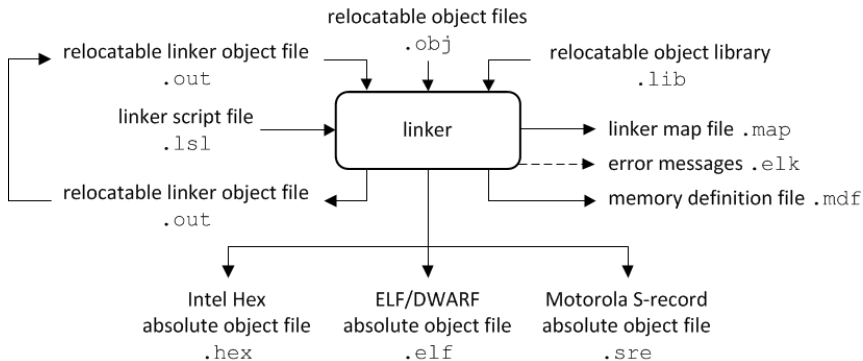 relocatable object files
.obj
relocatable linker object file
.out
relocatable object library
.lib
linker script file
.lsl
linker
linker map file .map
error messages .elk
relocatable linker object file
.out
memory definition file .mdf
Intel Hex
absolute object file
.hex
ELF/DWARF
absolute object file
.elf
Motorola S-record
absolute object file
.sre